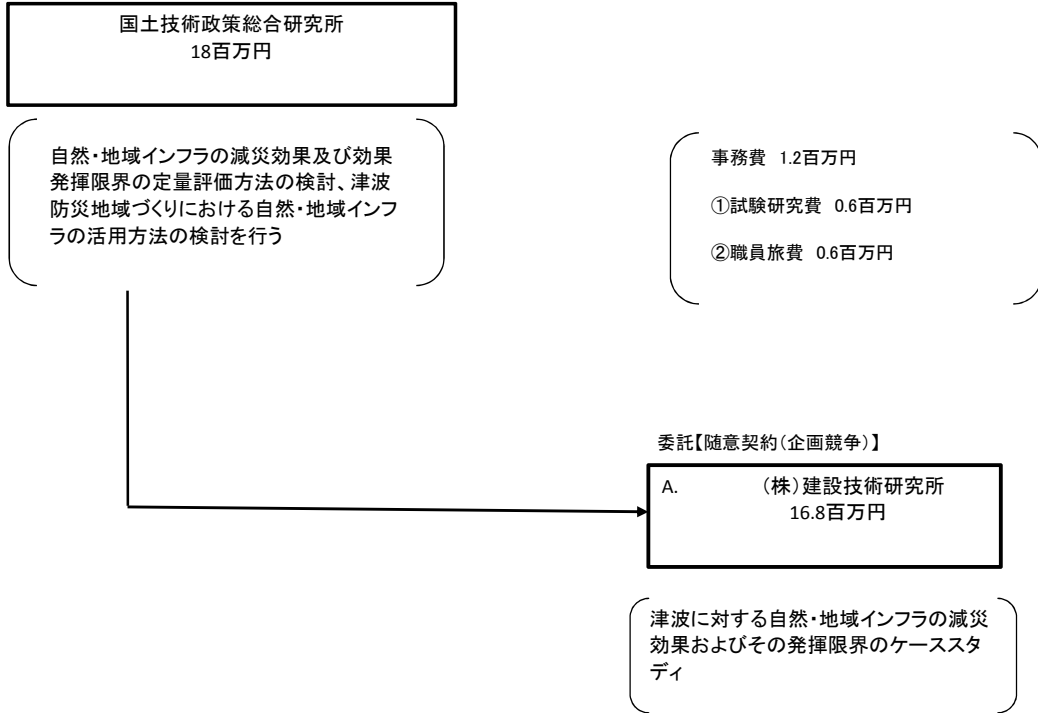 国土技術政策総合研究所
18百万円
自然・地域インフラの減災効果及び効果
発揮限界の定量評価方法の検討、津波
防災地域づくりにおける自然・地域インフ
ラの活用方法の検討を行う
事務費 1.2百万円
①試験研究費 0.6百万円
②職員旅費 0.6百万円
委託【随意契約(企画競争)】
A. (株)建設技術研究所
16.8百万円
津波に対する自然・地域インフラの減災
効果およびその発揮限界のケーススタ
ディ